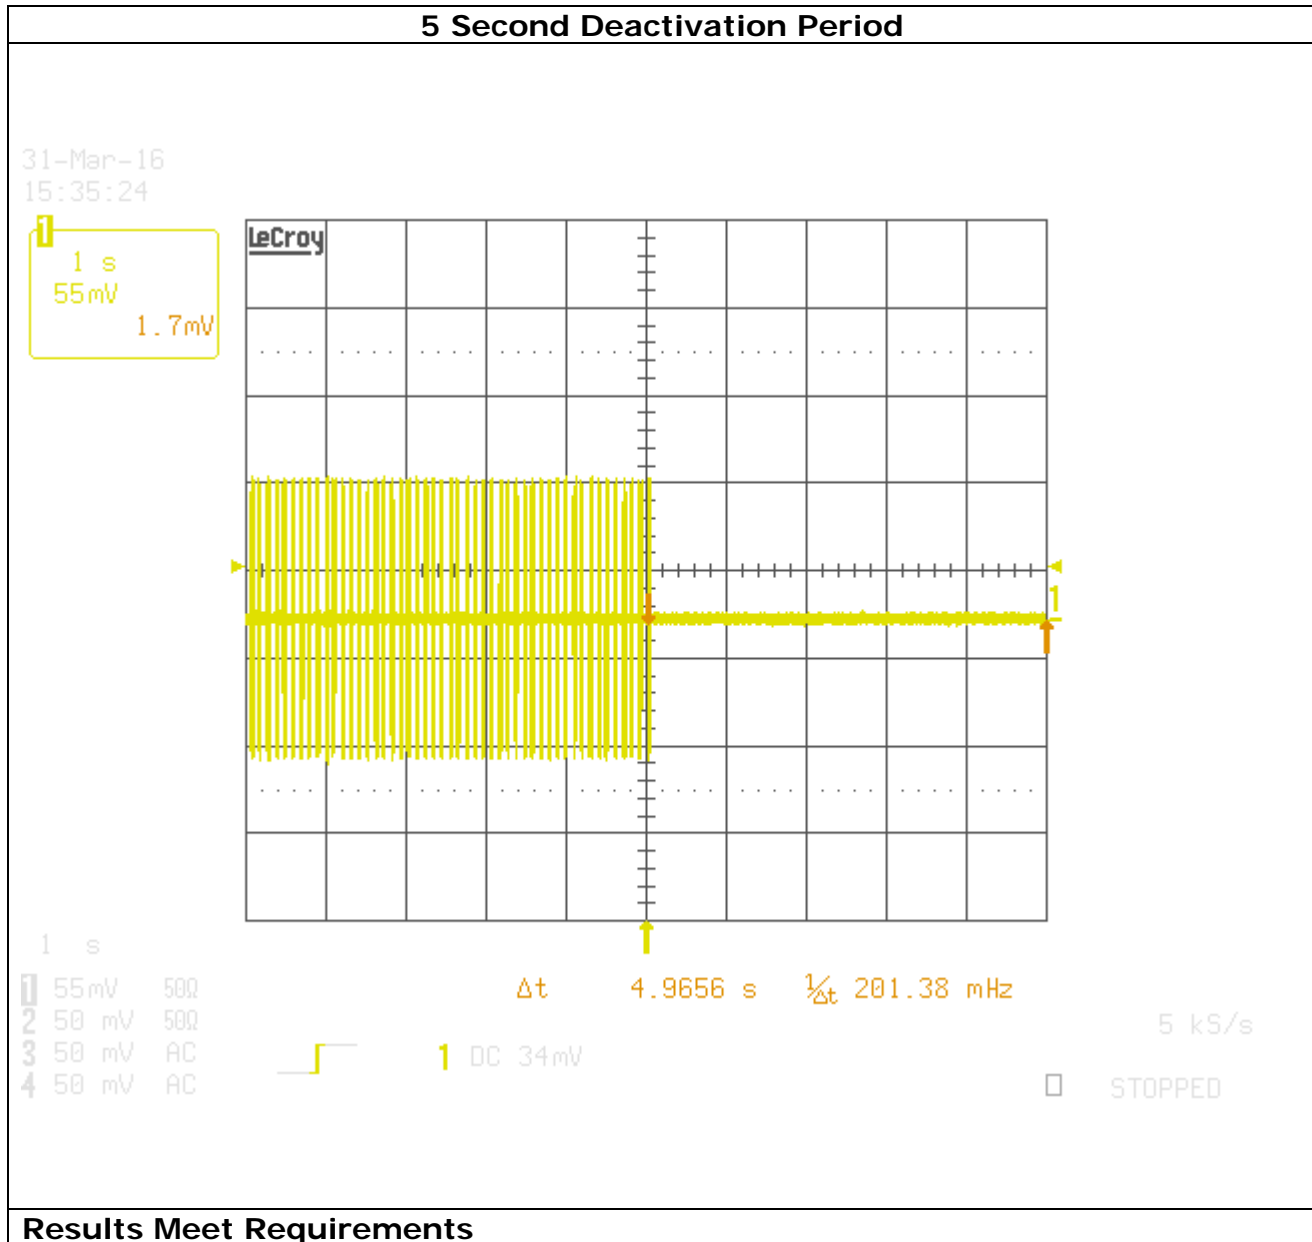 5 Second Deactivation Period
31-Mar-16
15:35:24
1
1 s
55mV
1.7mV
LeCroy
1
1 s
1 55mV 50Ω
2 50 mV 50Ω
3 50 mV AC
4 50 mV AC
Δt 4.9656 s 1/Δt 201.38 mHz
1 DC 34mV
5 kS/s
STOPPED
Results Meet Requirements